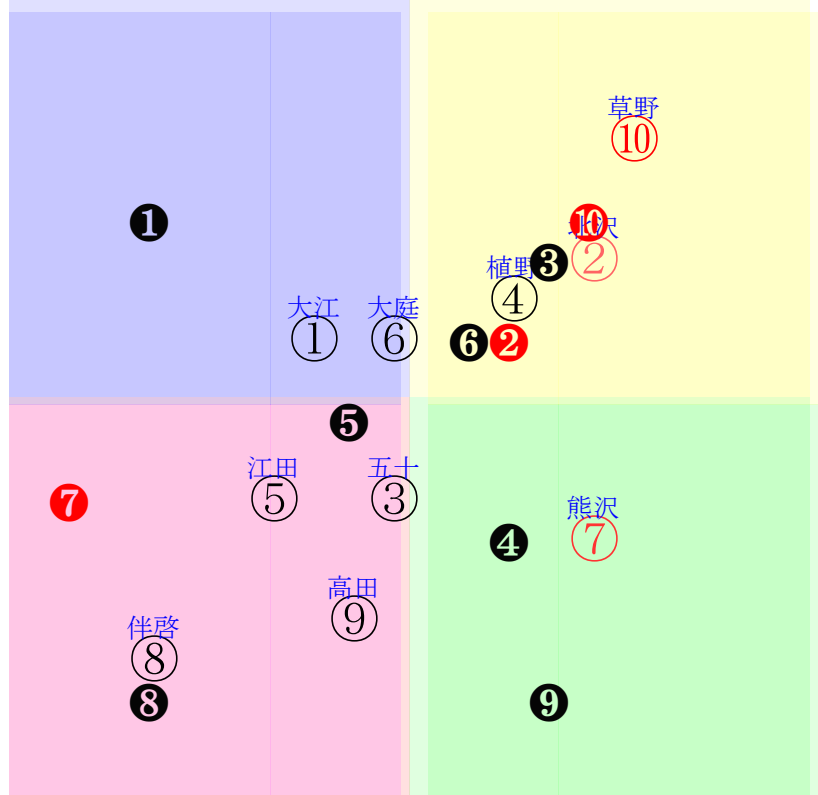 草野
⑩
❶
❿
北沢
②
❸
植野
④
大江
①
大庭
⑥
❻
❷
❺
江田
⑤
五十
③
❼
熊沢
⑦
❹
高田
⑨
伴啓
⑧
❽
❾